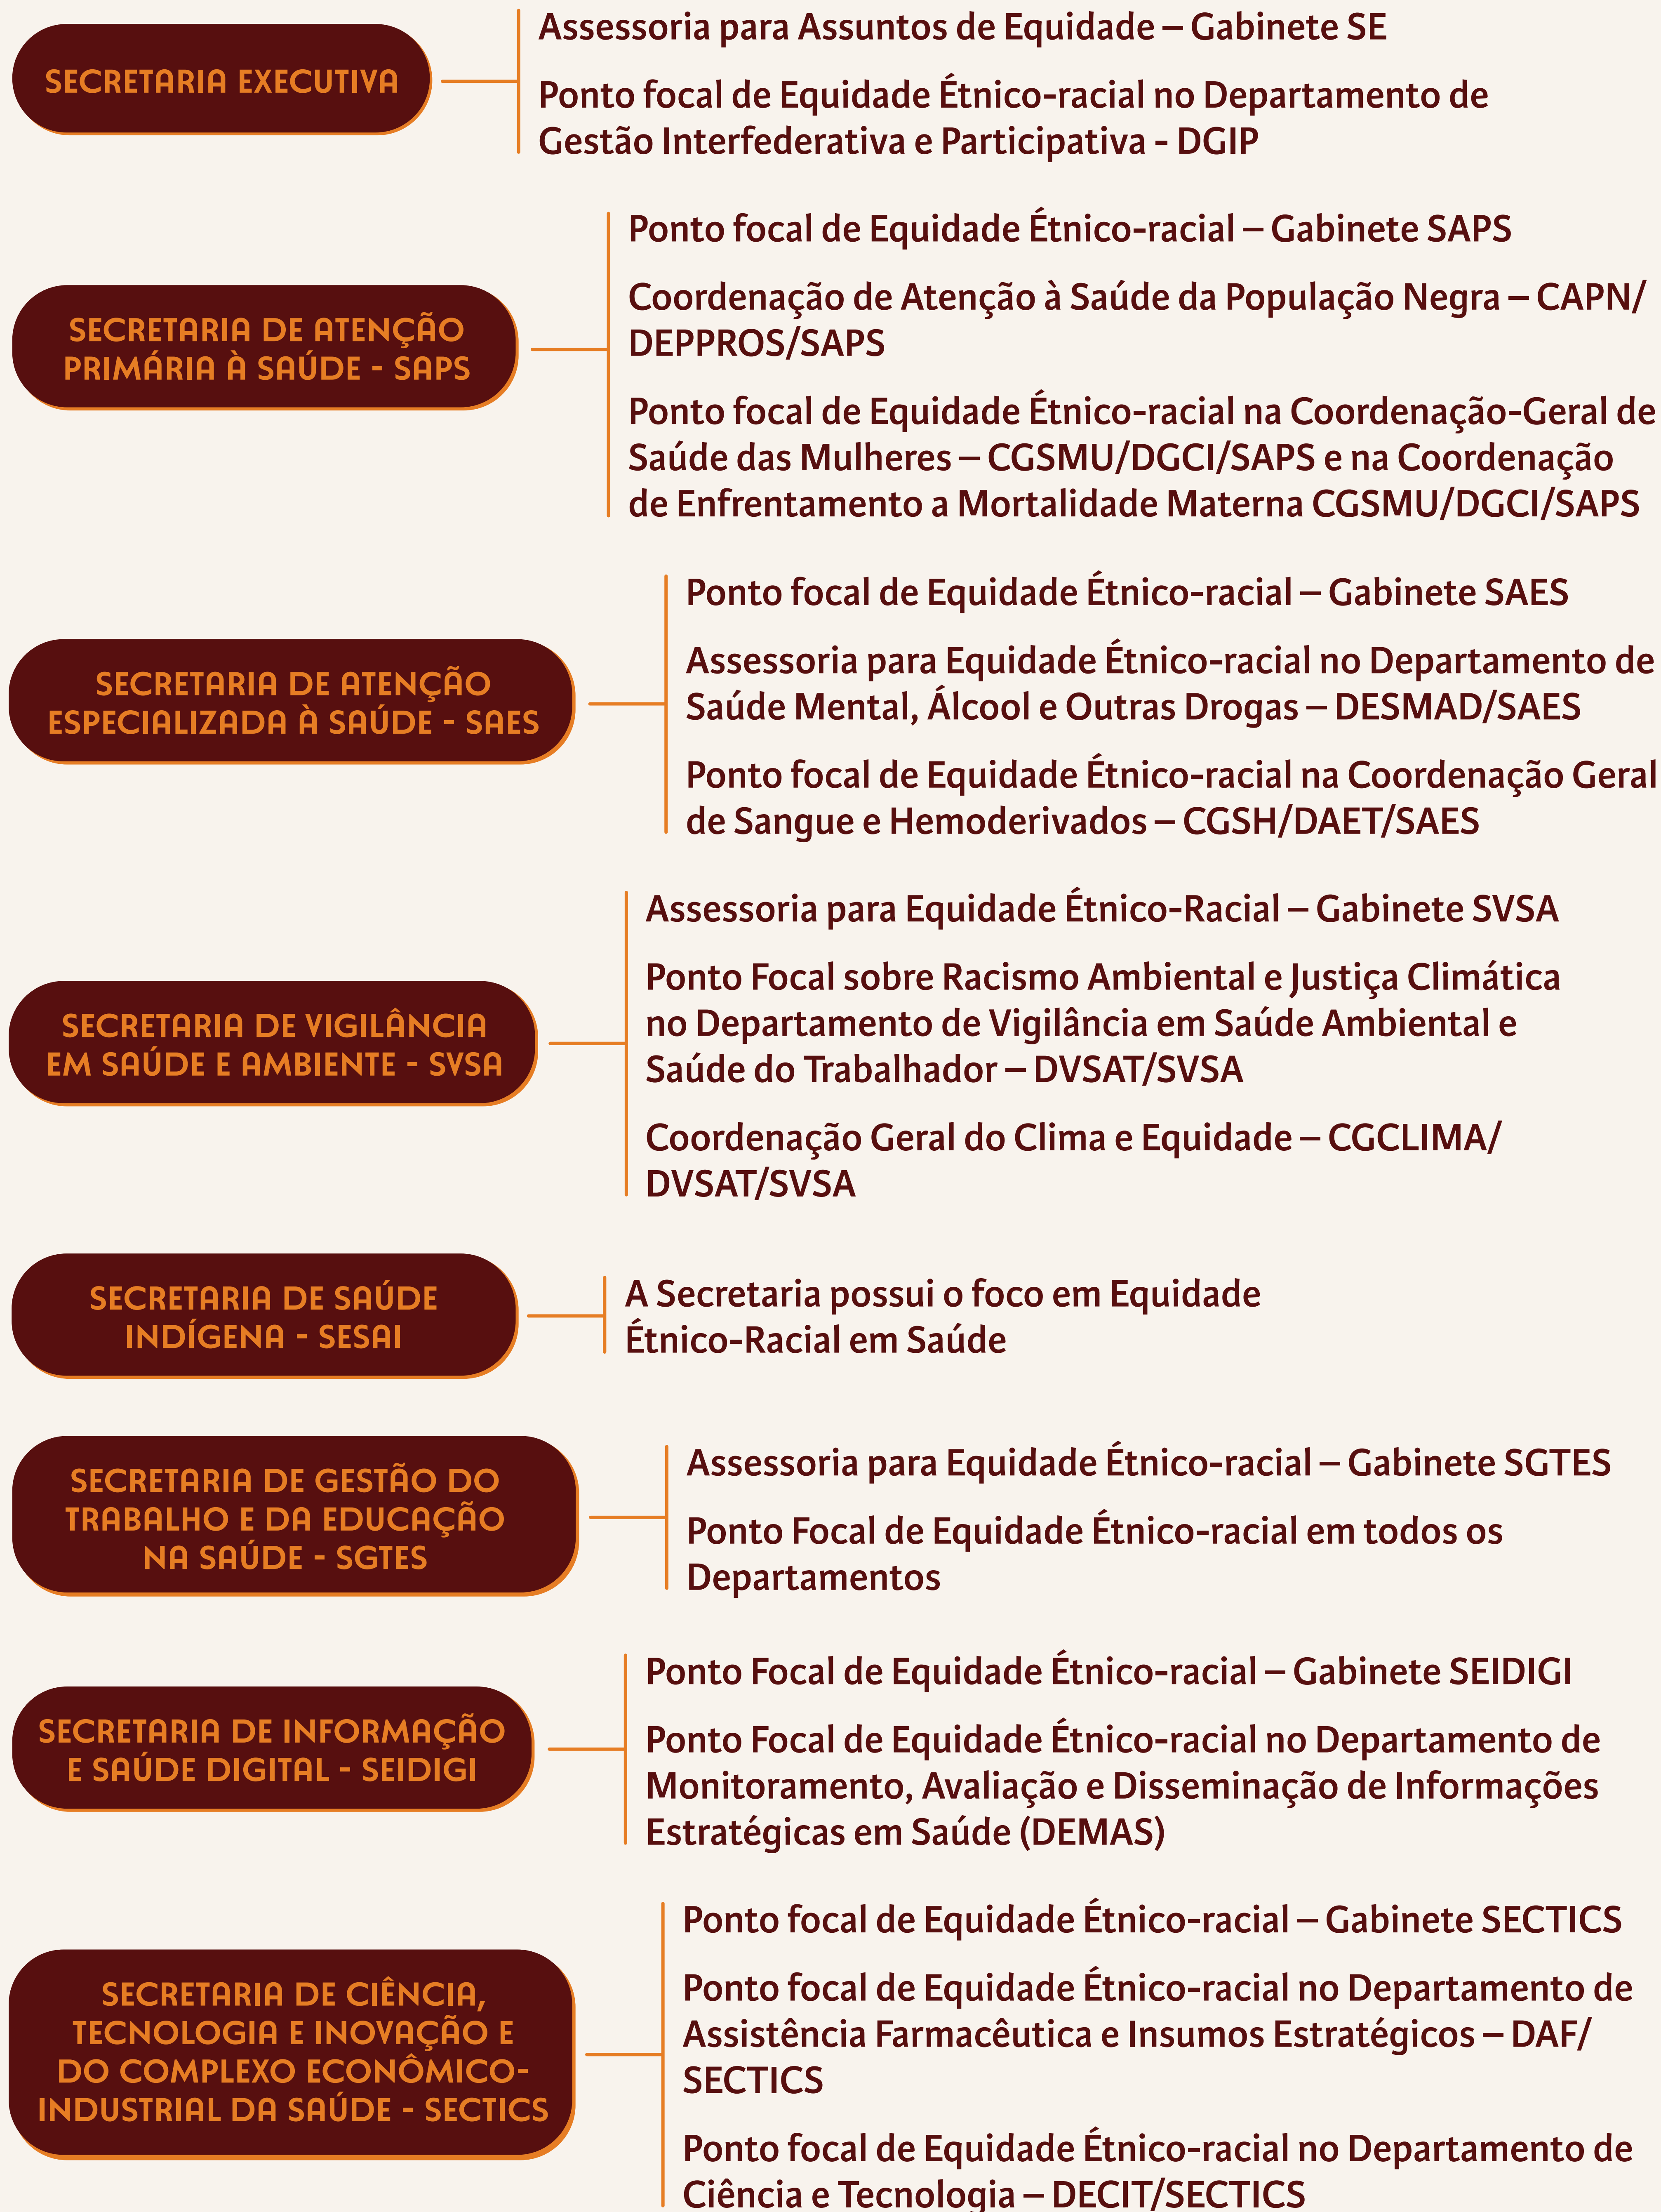 SECRETARIA EXECUTIVA
Assessoria para Assuntos de Equidade – Gabinete SE
Ponto focal de Equidade Étnico-racial no Departamento de
Gestão Interfederativa e Participativa - DGIP
SECRETARIA DE ATENÇÃO
PRIMÁRIA À SAÚDE - SAPS
Ponto focal de Equidade Étnico-racial – Gabinete SAPS
Coordenação de Atenção à Saúde da População Negra – CAPN/
DEPPROS/SAPS
Ponto focal de Equidade Étnico-racial na Coordenação-Geral de
Saúde das Mulheres – CGSMU/DGCI/SAPS e na Coordenação
de Enfrentamento a Mortalidade Materna CGSMU/DGCI/SAPS
SECRETARIA DE ATENÇÃO
ESPECIALIZADA À SAÚDE - SAES
Ponto focal de Equidade Étnico-racial – Gabinete SAES
Assessoria para Equidade Étnico-racial no Departamento de
Saúde Mental, Álcool e Outras Drogas – DESMAD/SAES
Ponto focal de Equidade Étnico-racial na Coordenação Geral
de Sangue e Hemoderivados – CGSH/DAET/SAES
SECRETARIA DE VIGILÂNCIA
EM SAÚDE E AMBIENTE - SVSA
Assessoria para Equidade Étnico-Racial – Gabinete SVSA
Ponto Focal sobre Racismo Ambiental e Justiça Climática
no Departamento de Vigilância em Saúde Ambiental e
Saúde do Trabalhador – DVSAT/SVSA
Coordenação Geral do Clima e Equidade – CGCLIMA/
DVSAT/SVSA
SECRETARIA DE SAÚDE
INDÍGENA - SESAI
A Secretaria possui o foco em Equidade
Étnico-Racial em Saúde
SECRETARIA DE GESTÃO DO
TRABALHO E DA EDUCAÇÃO
NA SAÚDE - SGTES
Assessoria para Equidade Étnico-racial – Gabinete SGTES
Ponto Focal de Equidade Étnico-racial em todos os
Departamentos
SECRETARIA DE INFORMAÇÃO
E SAÚDE DIGITAL - SEIDIGI
Ponto Focal de Equidade Étnico-racial – Gabinete SEIDIGI
Ponto Focal de Equidade Étnico-racial no Departamento de
Monitoramento, Avaliação e Disseminação de Informações
Estratégicas em Saúde (DEMAS)
SECRETARIA DE CIÊNCIA,
TECNOLOGIA E INOVAÇÃO E
DO COMPLEXO ECONÔMICO-
INDUSTRIAL DA SAÚDE - SECTICS
Ponto focal de Equidade Étnico-racial – Gabinete SECTICS
Ponto focal de Equidade Étnico-racial no Departamento de
Assistência Farmacêutica e Insumos Estratégicos – DAF/
SECTICS
Ponto focal de Equidade Étnico-racial no Departamento de
Ciência e Tecnologia – DECIT/SECTICS